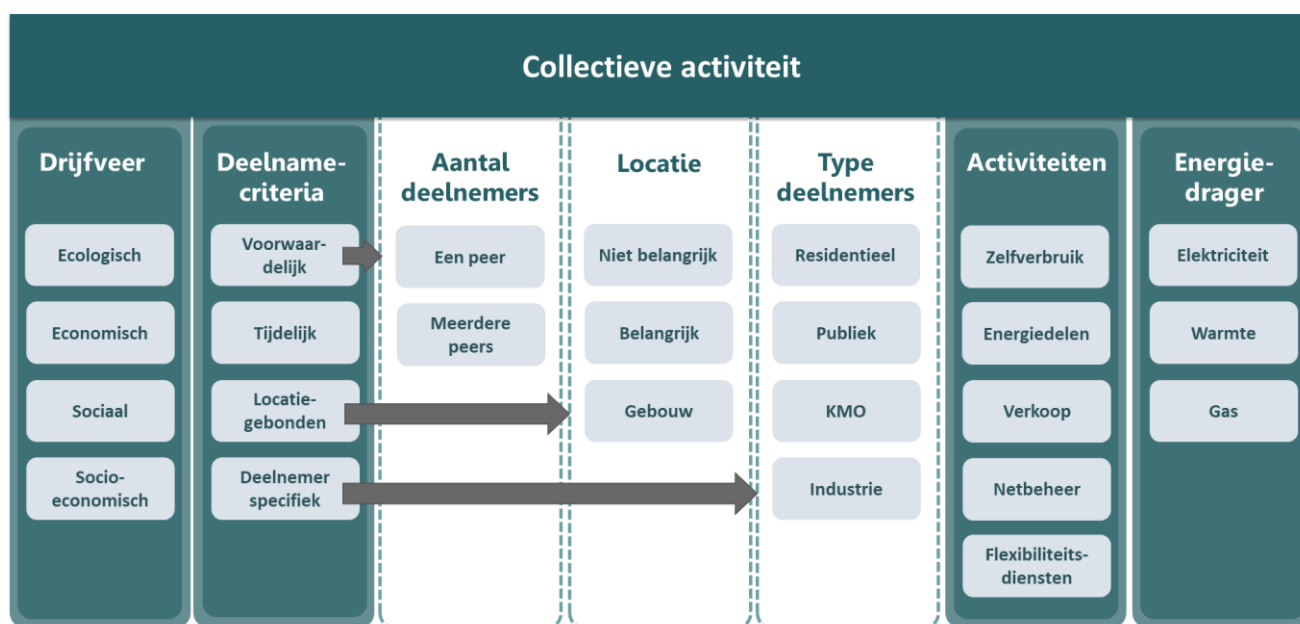 Collectieve activiteit
Drijfveer
Ecologisch
Economisch
Sociaal
Socio-
economisch
Deelname-
criteria
Voorwaar-
delijk
Tijdelijk
Locatie-
gebonden
Deelnemer
specifiek
Aantal
deelnemers
Een peer
Meerdere
peers
Locatie
Niet belangrijk
Belangrijk
Gebouw
Type
deelnemers
Residentieel
Publiek
KMO
Industrie
Activiteiten
Zelfverbruik
Energiedelen
Verkoop
Netbeheer
Flexibiliteits-
diensten
Energie-
drager
Elektriciteit
Warmte
Gas